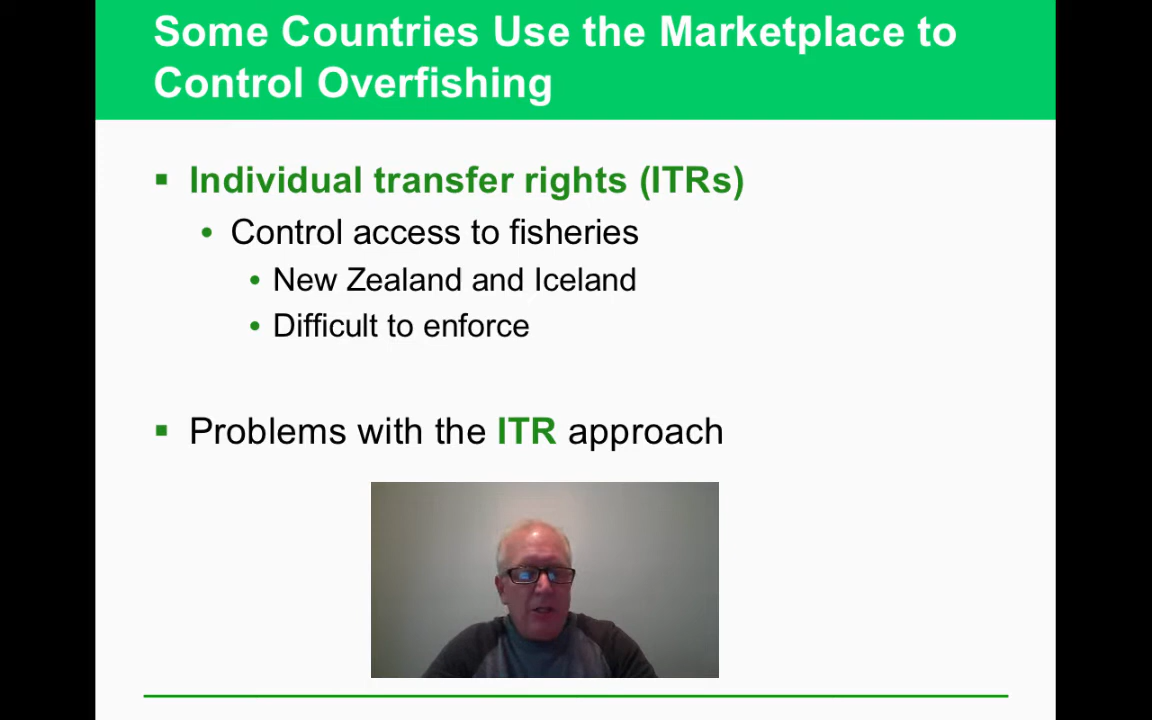 Some Countries Use the Marketplace to
Control Overfishing
Individual transfer rights (ITRs)
Control access to fisheries
New Zealand and Iceland
Difficult to enforce
Problems with the ITR approach